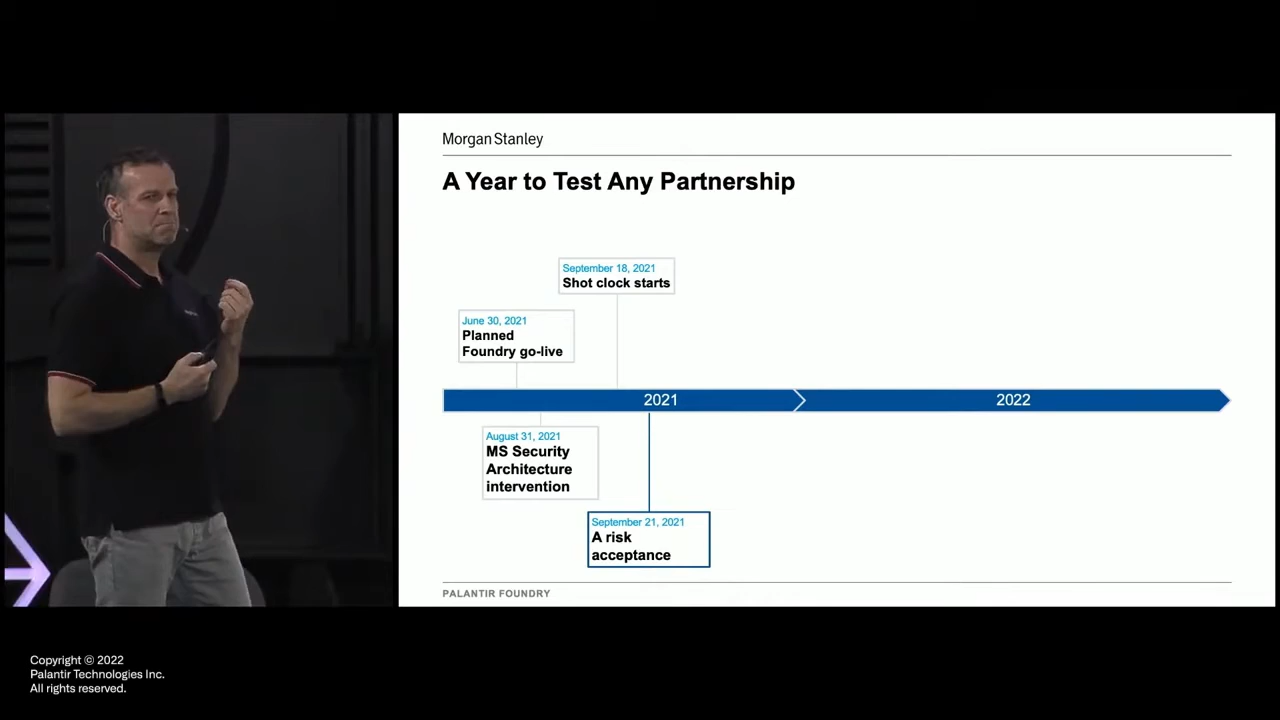 Morgan Stanley
A Year to Test Any Partnership
September 18, 2021
Shot clock starts
June 30, 2021
Planned
Foundry go-live
2021
2022
August 31, 2021
MS Security
Architecture
intervention
September 21, 2021
A risk
acceptance
PALANTIR FOUNDRY
Copyright © 2022
Palantir Technologies Inc.
All rights reserved.